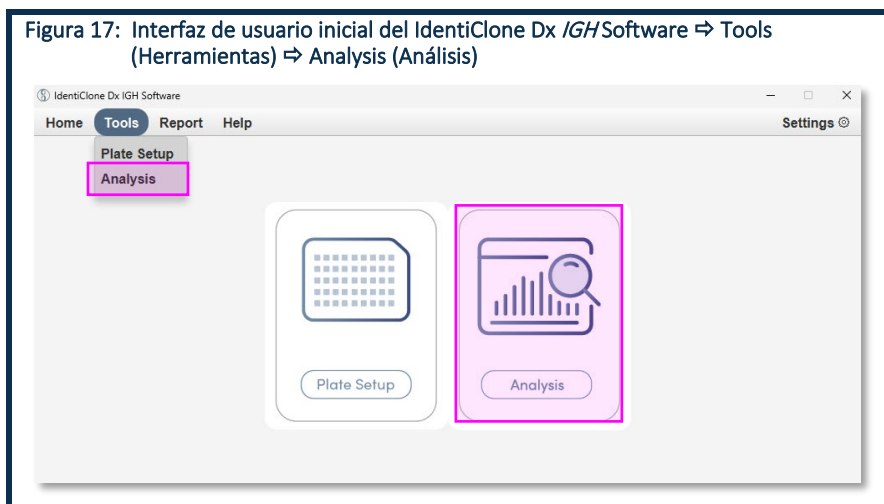 Figura 17: Interfaz de usuario inicial del IdentiClone Dx IGH Software ⇨ Tools
(Herramientas) ⇨ Analysis (Análisis)
IdentiClone Dx IGH Software
Home Tools Report Help Settings
Plate Setup
Analysis
Plate Setup Analysis